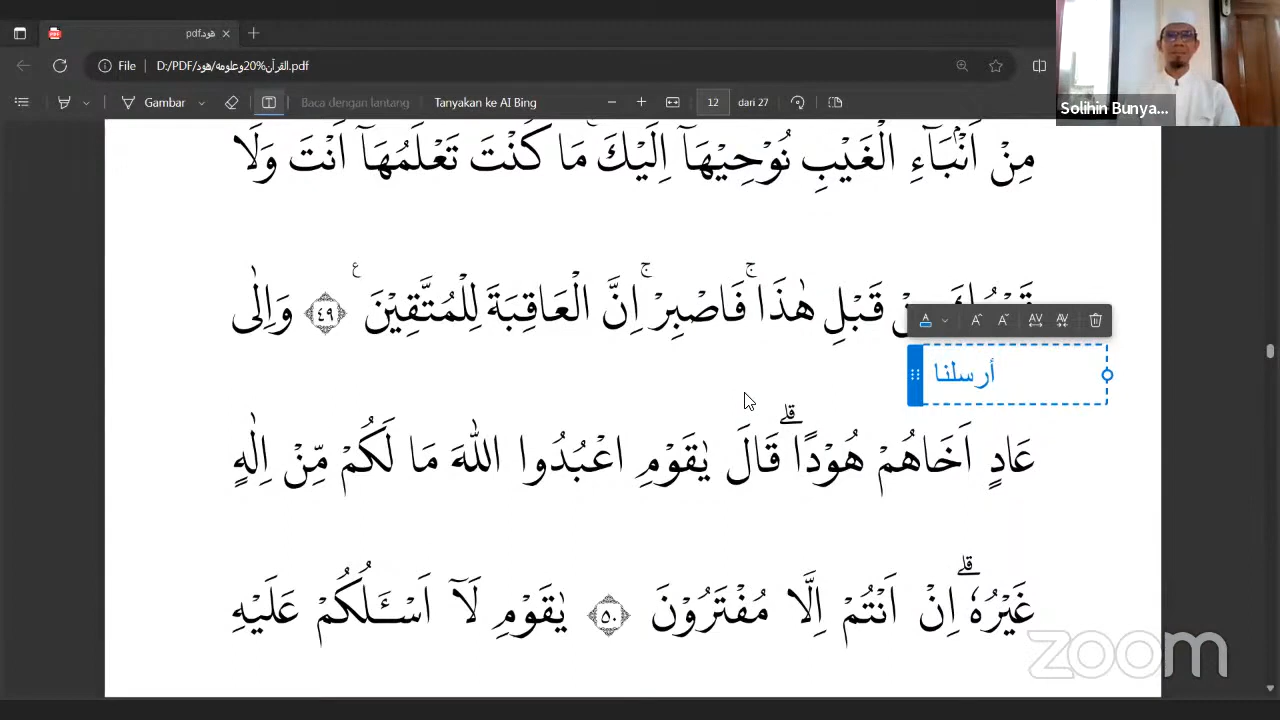 هود.pdf
File D:/PDF/القرآن%20وعلومه/هود.pdf
Gambar Baca dengan lantang Tanyakan ke AI Bing 12 dari 27
Solihin Bunya...
مِنْ اَنْۢبَاۤءِ الْغَيْبِ نُوْحِيْهَآ اِلَيْكَ ۚ مَا كُنْتَ تَعْلَمُهَآ اَنْتَ وَلَا
قَبْلِ هٰذَا ۚ فَاصْبِرْ ۚ اِنَّ الْعَاقِبَةَ لِلْمُتَّقِيْنَ ࣖ ٤٩ وَاِلٰى
أرسلنا
عَادٍ اَخَاهُمْ هُوْدًا ۗ قَالَ يٰقَوْمِ اعْبُدُوا اللّٰهَ مَا لَكُمْ مِّنْ اِلٰهٍ
غَيْرُهٗ ۗ اِنْ اَنْتُمْ اِلَّا مُفْتَرُوْنَ ٥٠ يٰقَوْمِ لَآ اَسْـَٔلُكُمْ عَلَيْهِ
zoom